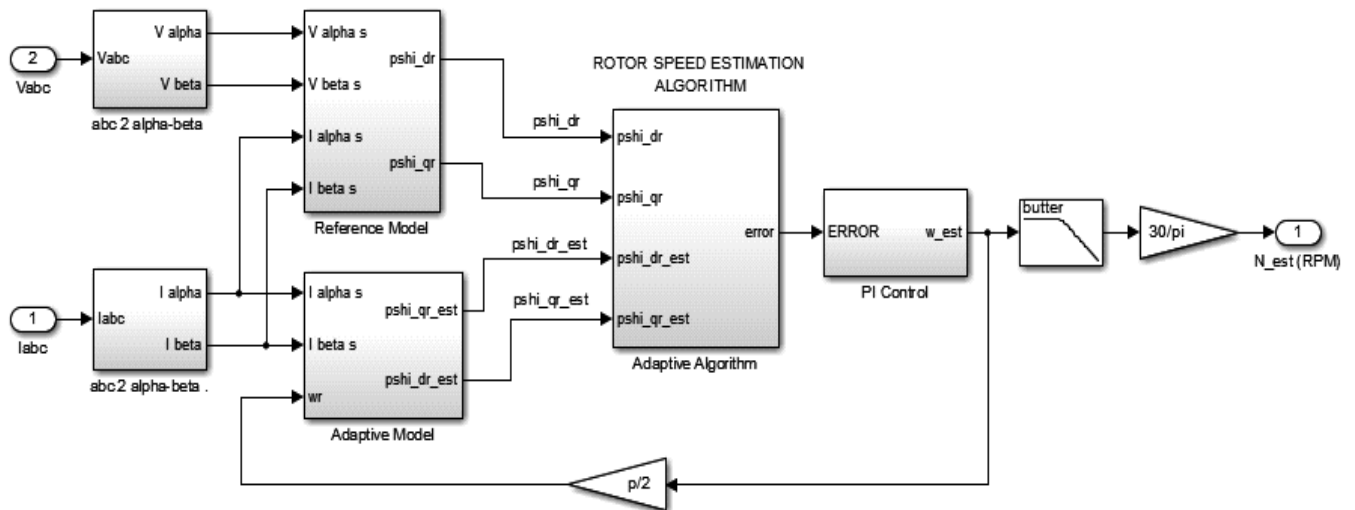 2
Vabc
Vabc
V alpha
V beta
abc 2 alpha-beta
V alpha s
V beta s
I alpha s
I beta s
pshi_dr
pshi_qr
Reference Model
1
Iabc
Iabc
I alpha
I beta
abc 2 alpha-beta .
I alpha s
I beta s
wr
pshi_qr_est
pshi_dr_est
Adaptive Model
pshi_dr
pshi_qr
pshi_dr_est
pshi_qr_est
ROTOR SPEED ESTIMATION
ALGORITHM
pshi_dr
pshi_qr
pshi_dr_est
pshi_qr_est
error
Adaptive Algorithm
ERROR
w_est
PI Control
butter
30/pi
1
N_est (RPM)
p/2